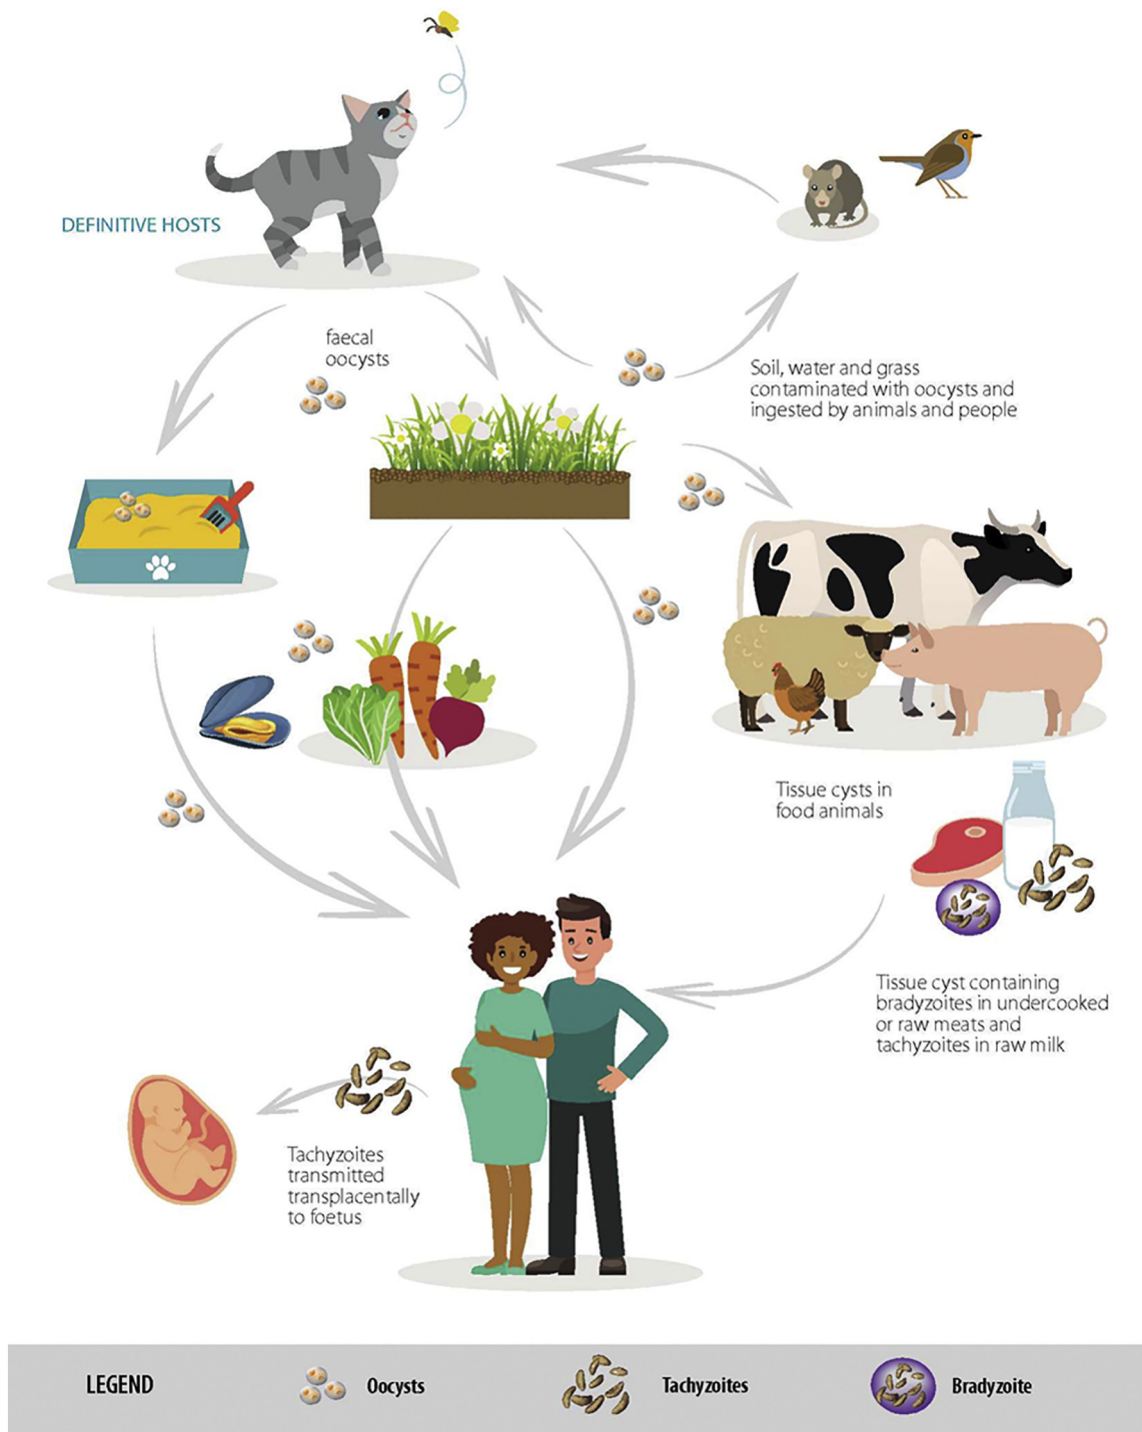 DEFINITIVE HOSTS
faecal
oocysts
Soil, water and grass
contaminated with oocysts and
ingested by animals and people
Tissue cysts in
food animals
Tissue cyst containing
bradyzoites in undercooked
or raw meats and
tachyzoites in raw milk
Tachyzoites
transmitted
transplacentally
to foetus
LEGEND
Oocysts
Tachyzoites
Bradyzoite